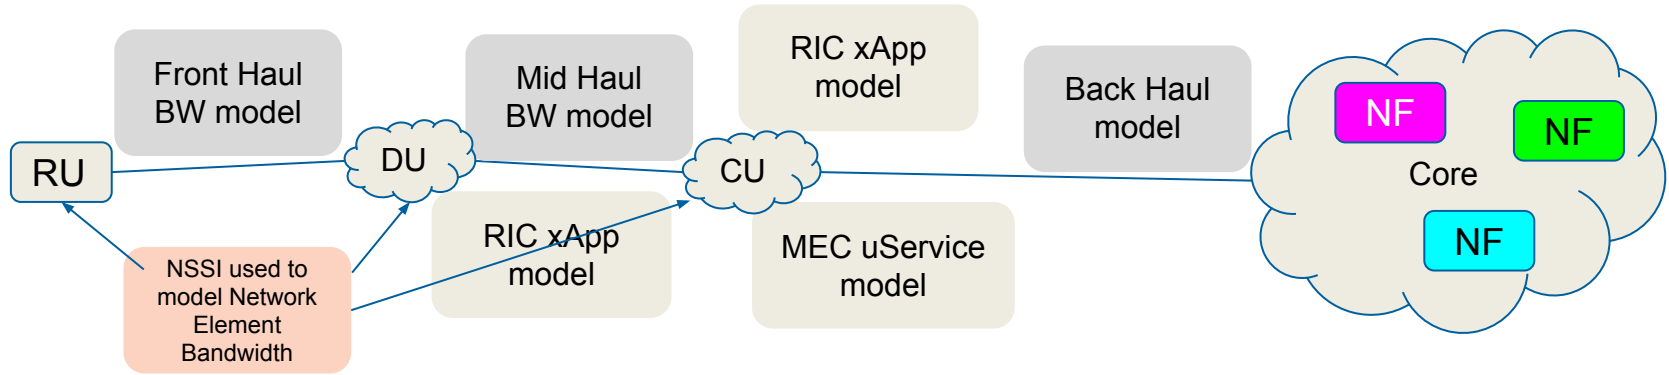 Front Haul
BW model
Mid Haul
BW model
RIC xApp
model
Back Haul
model
NF
NF
RU
DU
CU
Core
RIC xApp
model
MEC uService
model
NF
NSSI used to
model Network
Element
Bandwidth